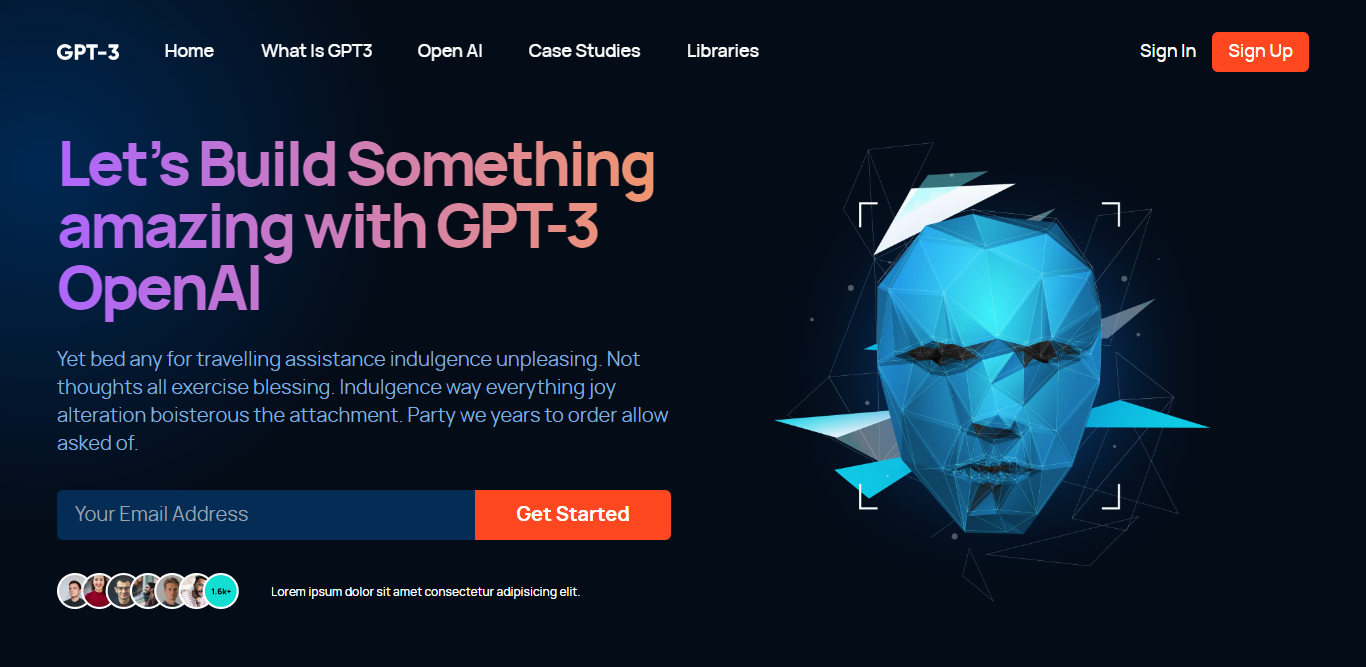 GPT-3 Home What Is GPT3 Open AI Case Studies Libraries Sign In Sign Up
Let's Build Something
amazing with GPT-3
OpenAI
Yet bed any for travelling assistance indulgence unpleasing. Not
thoughts all exercise blessing. Indulgence way everything joy
alteration boisterous the attachment. Party we years to order allow
asked of.
Your Email Address Get Started
1.6k+ Lorem ipsum dolor sit amet consectetur adipisicing elit.